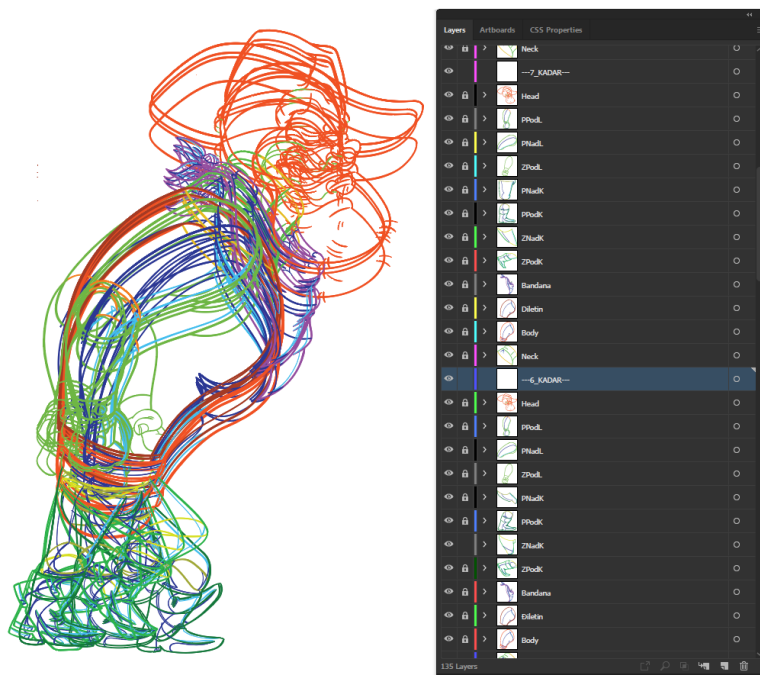 Layers Artboards CSS Properties
Neck
---7_KADAR---
Head
PPodL
PNadL
ZPodL
PNadK
PPodK
ZNadK
ZPodK
Bandana
Diletin
Body
Neck
---6_KADAR---
Head
PPodL
PNadL
ZPodL
PNadK
PPodK
ZNadK
ZPodK
Bandana
Điletin
Body
135 Layers